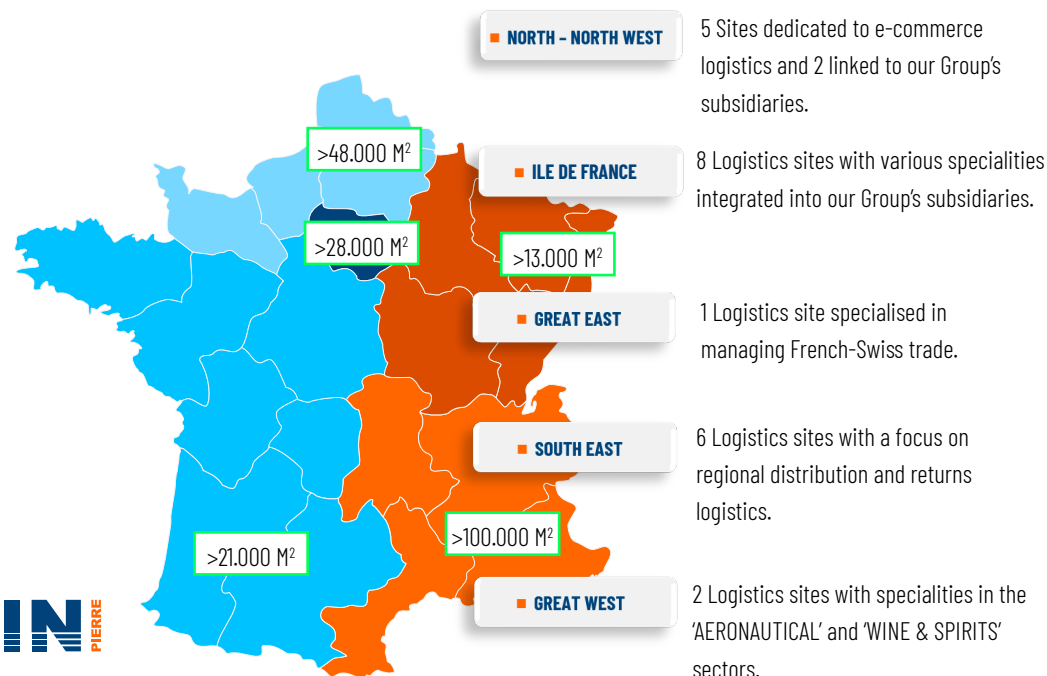 NORTH – NORTH WEST
5 Sites dedicated to e-commerce
logistics and 2 linked to our Group's
subsidiaries.
>48.000 M²
ILE DE FRANCE
8 Logistics sites with various specialities
integrated into our Group's subsidiaries.
>28.000 M²
>13.000 M²
GREAT EAST
1 Logistics site specialised in
managing French-Swiss trade.
SOUTH EAST
6 Logistics sites with a focus on
regional distribution and returns
logistics.
>100.000 M²
>21.000 M²
GREAT WEST
2 Logistics sites with specialities in the
'AERONAUTICAL' and 'WINE & SPIRITS'
sectors.
IN
PIERRE